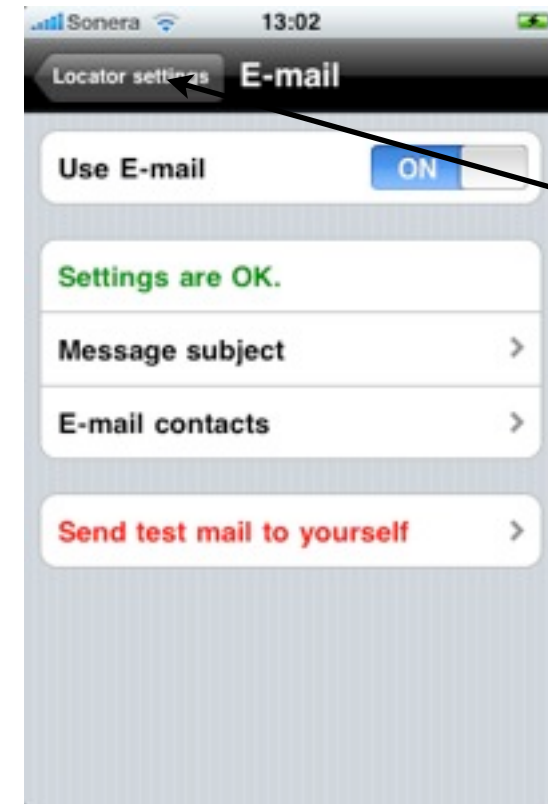 Sonera 13:02
Locator settings E-mail
Use E-mail ON
Settings are OK.
Message subject
E-mail contacts
Send test mail to yourself